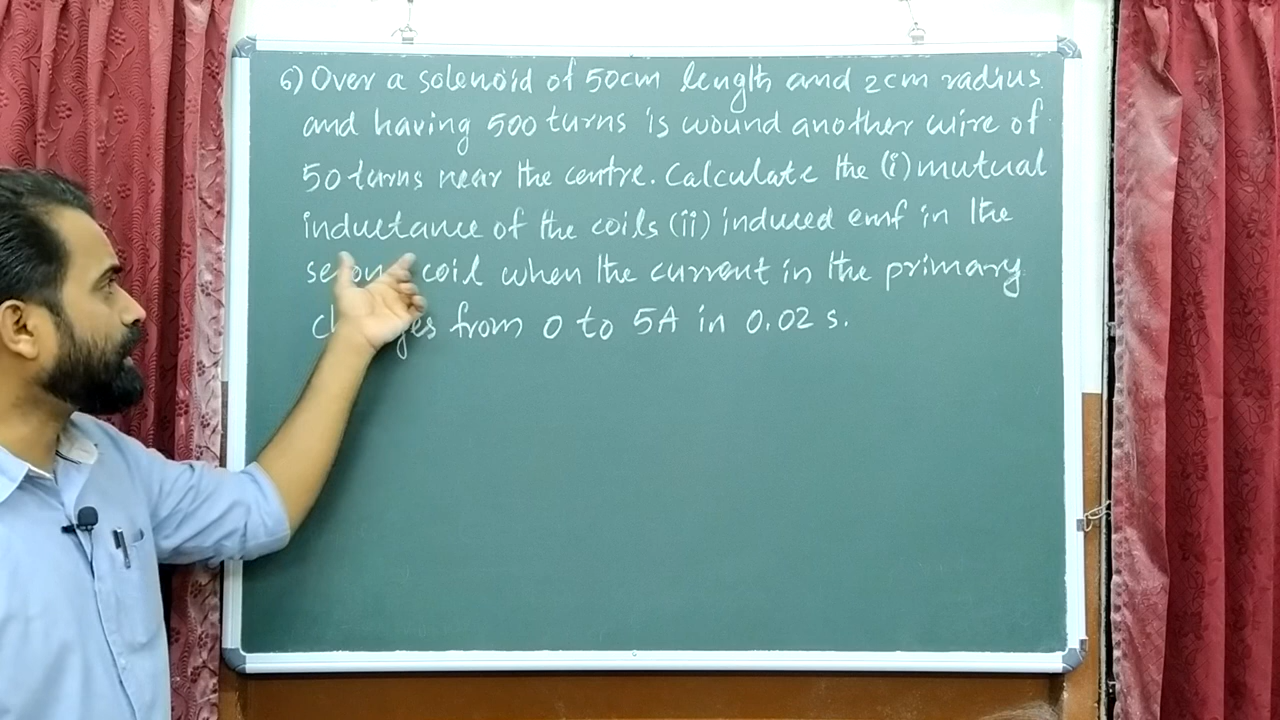 6) Over a solenoid of 50cm length and 2cm radius
and having 500 turns is wound another wire of
50 turns near the centre. Calculate the (i) mutual
inductance of the coils (ii) induced emf in the
coil when the current in the primary
from 0 to 5A in 0.02 s.